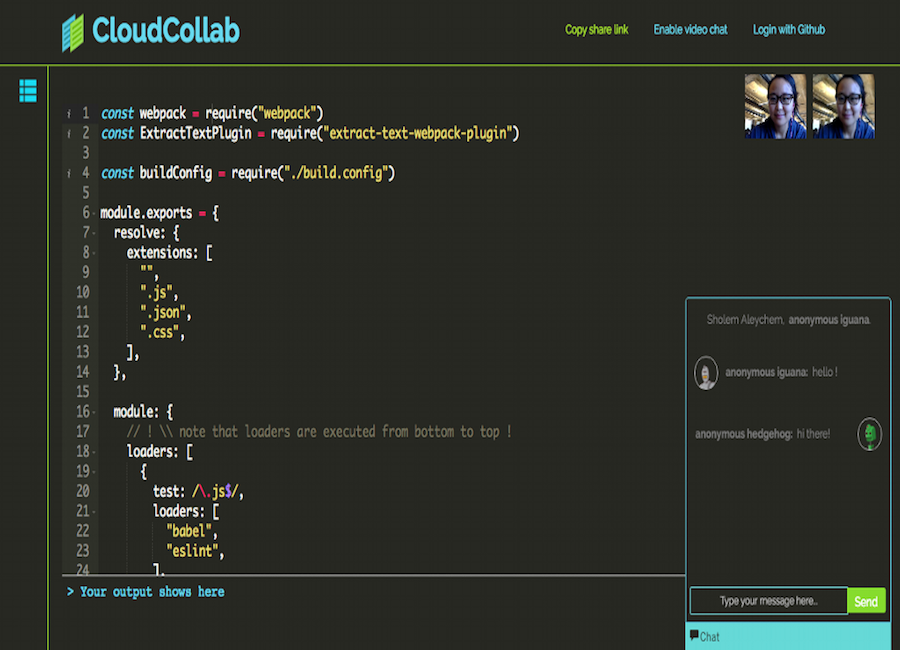 CloudCollab
Copy share link
Enable video chat
Login with Github
i 1 const webpack = require("webpack")
i 2 const ExtractTextPlugin = require("extract-text-webpack-plugin")
3
i 4 const buildConfig = require("./build.config")
5
6 module.exports = {
7 resolve: {
8 extensions: [
9 "",
10 ".js",
11 ".json",
12 ".css",
13 ],
14 },
15
16 module: {
17 // ! \\ note that loaders are executed from bottom to top !
18 loaders: [
19 {
20 test: /\.js$/,
21 loaders: [
22 "babel",
23 "eslint",
24 ],
> Your output shows here
Sholem Aleychem, anonymous iguana.
anonymous iguana: hello !
anonymous hedgehog: hi there!
Type your message here..
Send
Chat